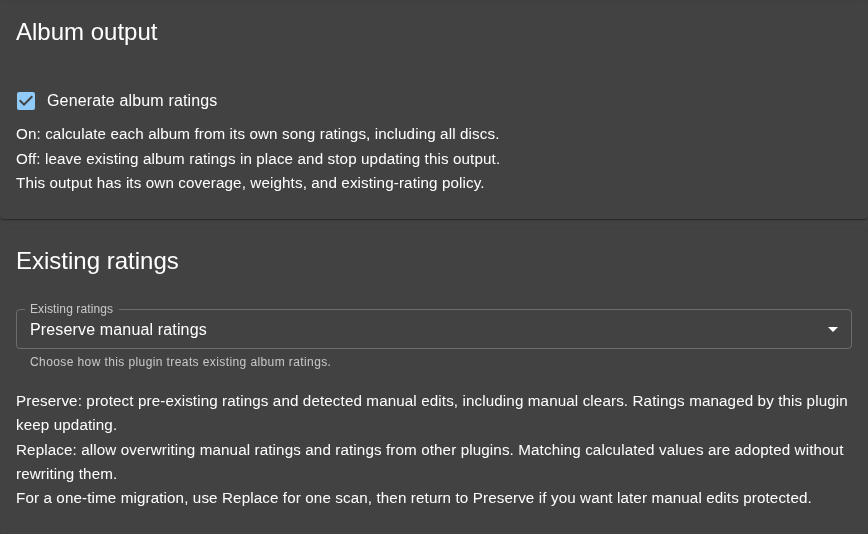 Album output
Generate album ratings
On: calculate each album from its own song ratings, including all discs.
Off: leave existing album ratings in place and stop updating this output.
This output has its own coverage, weights, and existing-rating policy.
Existing ratings
Existing ratings
Preserve manual ratings
Choose how this plugin treats existing album ratings.
Preserve: protect pre-existing ratings and detected manual edits, including manual clears. Ratings managed by this plugin
keep updating.
Replace: allow overwriting manual ratings and ratings from other plugins. Matching calculated values are adopted without
rewriting them.
For a one-time migration, use Replace for one scan, then return to Preserve if you want later manual edits protected.